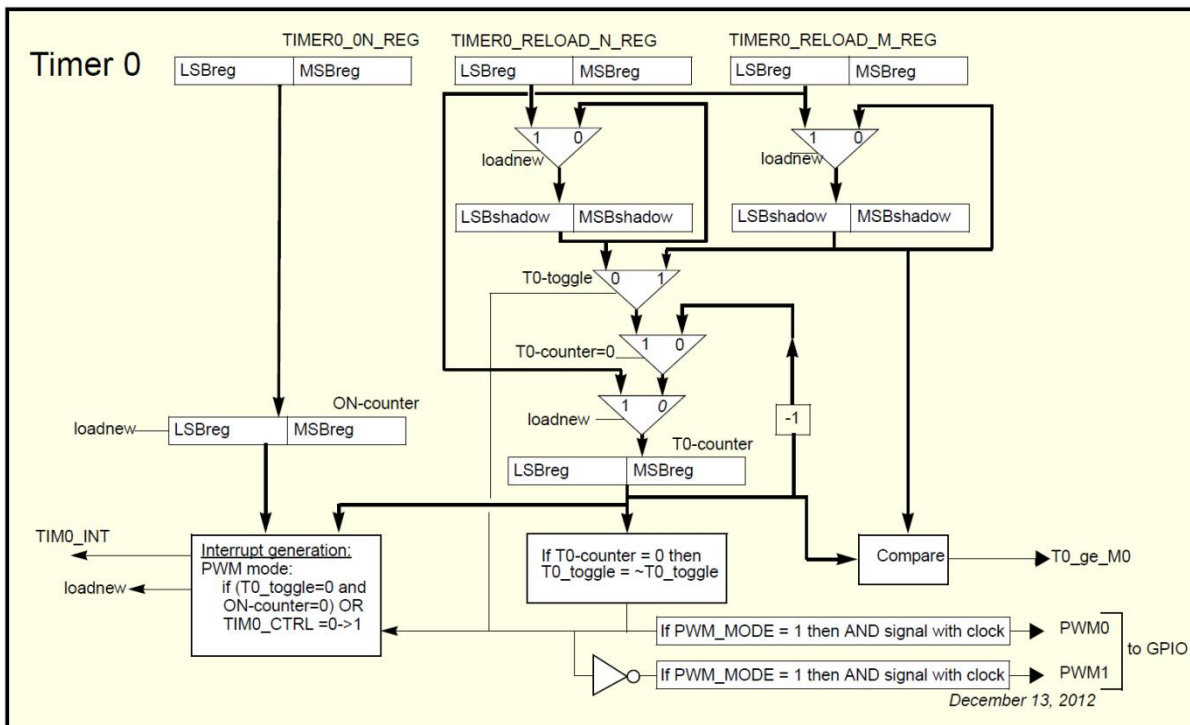 Timer 0
TIMER0_0N_REG
TIMER0_RELOAD_N_REG
TIMER0_RELOAD_M_REG
LSBreg MSBreg
LSBreg MSBreg
LSBreg MSBreg
1 0
loadnew
1 0
loadnew
LSBshadow MSBshadow
LSBshadow MSBshadow
T0-toggle
0 1
T0-counter=0
1 0
loadnew
1 0
-1
ON-counter
loadnew
LSBreg MSBreg
T0-counter
LSBreg MSBreg
TIM0_INT
loadnew
Interrupt generation:
PWM mode:
if (T0_toggle=0 and
ON-counter=0) OR
TIM0_CTRL =0->1
If T0-counter = 0 then
T0_toggle = ~T0_toggle
Compare
T0_ge_M0
If PWM_MODE = 1 then AND signal with clock
PWM0
If PWM_MODE = 1 then AND signal with clock
PWM1
to GPIO
December 13, 2012